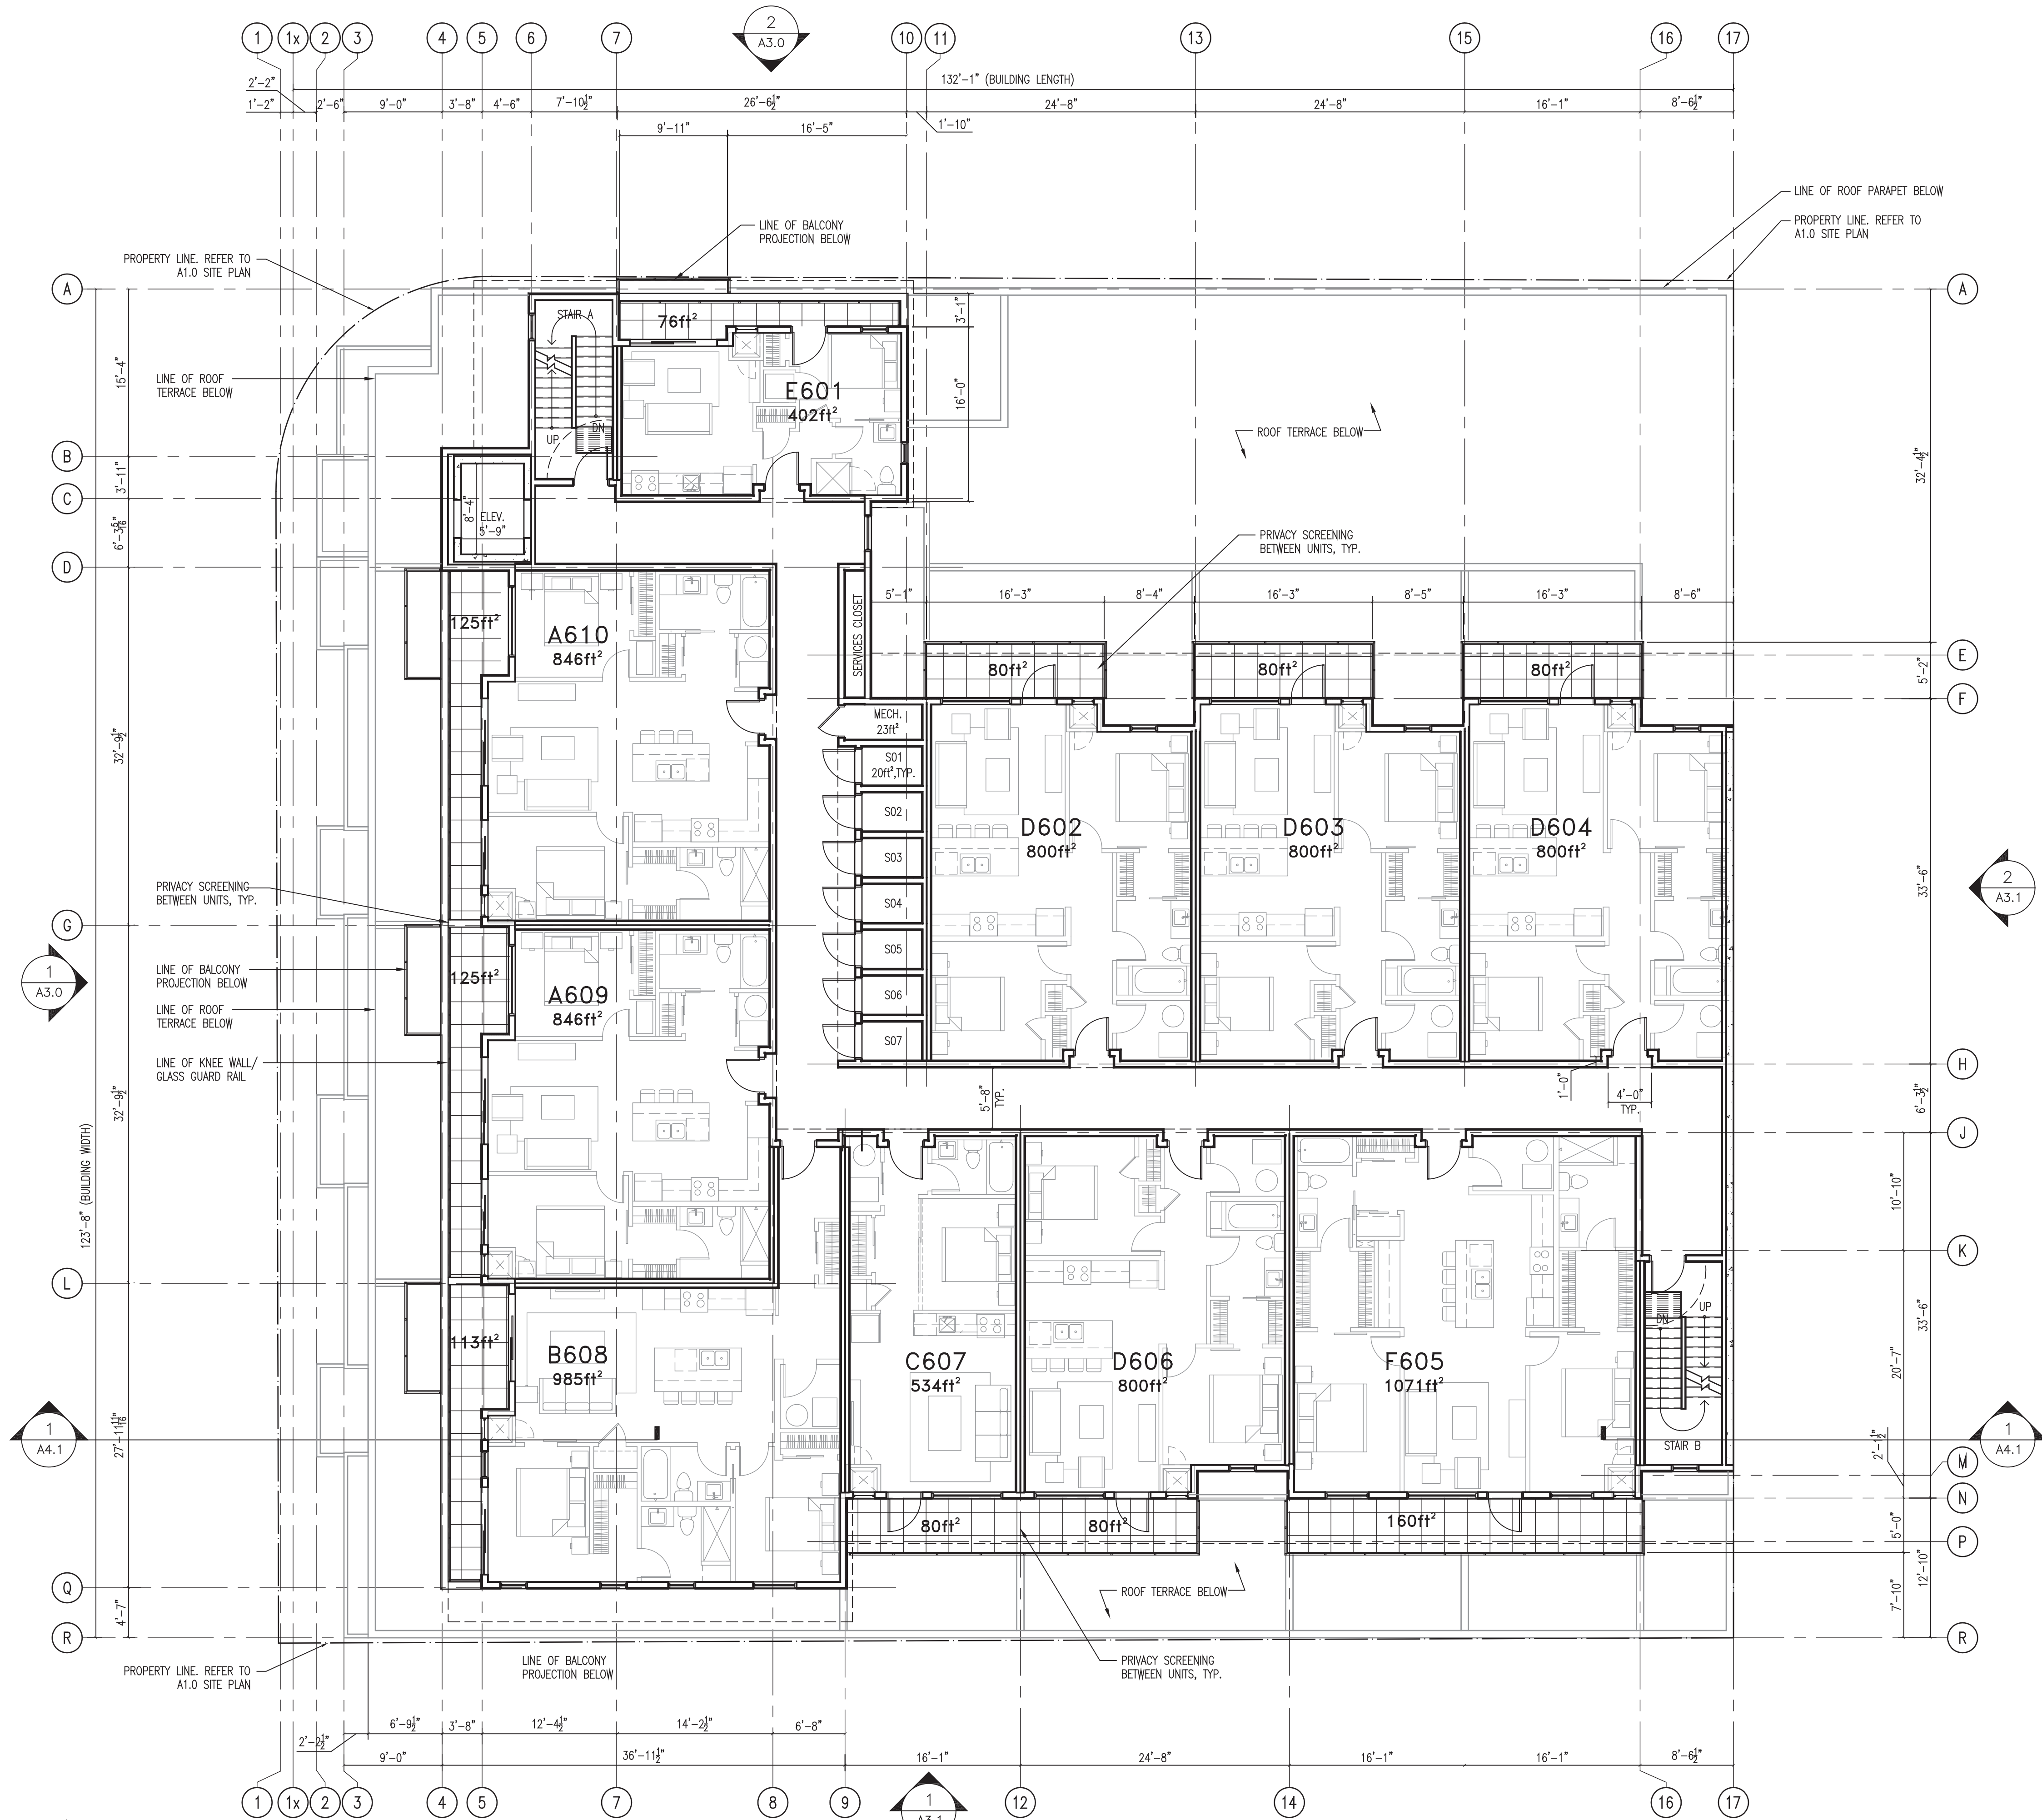 1 1x 2 3 4 5 6 7 10 11 13 15 16 17
2
A3.0
132'-1" (BUILDING LENGTH)
2'-2"
1'-2" 2'-6" 9'-0" 3'-8" 4'-6" 7'-10½" 26'-6½" 24'-8" 24'-8" 16'-1" 8'-6½"
1'-10"
9'-11" 16'-5"
LINE OF ROOF PARAPET BELOW
PROPERTY LINE. REFER TO
A1.0 SITE PLAN
LINE OF BALCONY
PROJECTION BELOW
PROPERTY LINE. REFER TO
A1.0 SITE PLAN
A
A
STAIR A
76ft²
3'-1"
15'-4"
LINE OF ROOF
TERRACE BELOW
E601
402ft²
16'-0"
UP
DN
ROOF TERRACE BELOW
32'-4½"
B
3'-11"
C
8'-4"
ELEV.
5'-9"
6'-3 5/16"
PRIVACY SCREENING
BETWEEN UNITS, TYP.
D
SERVICES CLOSET
5'-1" 16'-3" 8'-4" 16'-3" 8'-5" 16'-3" 8'-6"
125ft²
A610
846ft²
80ft²
80ft²
80ft²
E
5'-2"
F
MECH.
23ft²
32'-9½"
S01
20ft²,TYP.
S02
S03
S04
S05
S06
S07
D602
800ft²
D603
800ft²
D604
800ft²
33'-6"
2
A3.1
PRIVACY SCREENING
BETWEEN UNITS, TYP.
G
1
A3.0
LINE OF BALCONY
PROJECTION BELOW
LINE OF ROOF
TERRACE BELOW
LINE OF KNEE WALL/
GLASS GUARD RAIL
125ft²
A609
846ft²
32'-9½"
123'-8" (BUILDING WIDTH)
H
5'-8"
TYP.
1'-0"
4'-0"
TYP.
6'-3½"
J
10'-10"
K
L
33'-6"
20'-7"
UP
DN
STAIR B
113ft²
B608
985ft²
C607
534ft²
D606
800ft²
F605
1071ft²
1
A4.1
27'-11 11/16"
1
A4.1
2'-1½"
M
N
80ft²
80ft²
160ft²
5'-0"
P
12'-10"
Q
ROOF TERRACE BELOW
7'-10"
4'-7"
R
R
PROPERTY LINE. REFER TO
A1.0 SITE PLAN
LINE OF BALCONY
PROJECTION BELOW
PRIVACY SCREENING
BETWEEN UNITS, TYP.
6'-9½" 3'-8" 12'-4½" 14'-2½" 6'-8"
2'-2½"
9'-0" 36'-11½" 16'-1" 24'-8" 16'-1" 16'-1" 8'-6½"
1 1x 2 3 4 5 7 8 9 12 14 16 17
1
A3.1